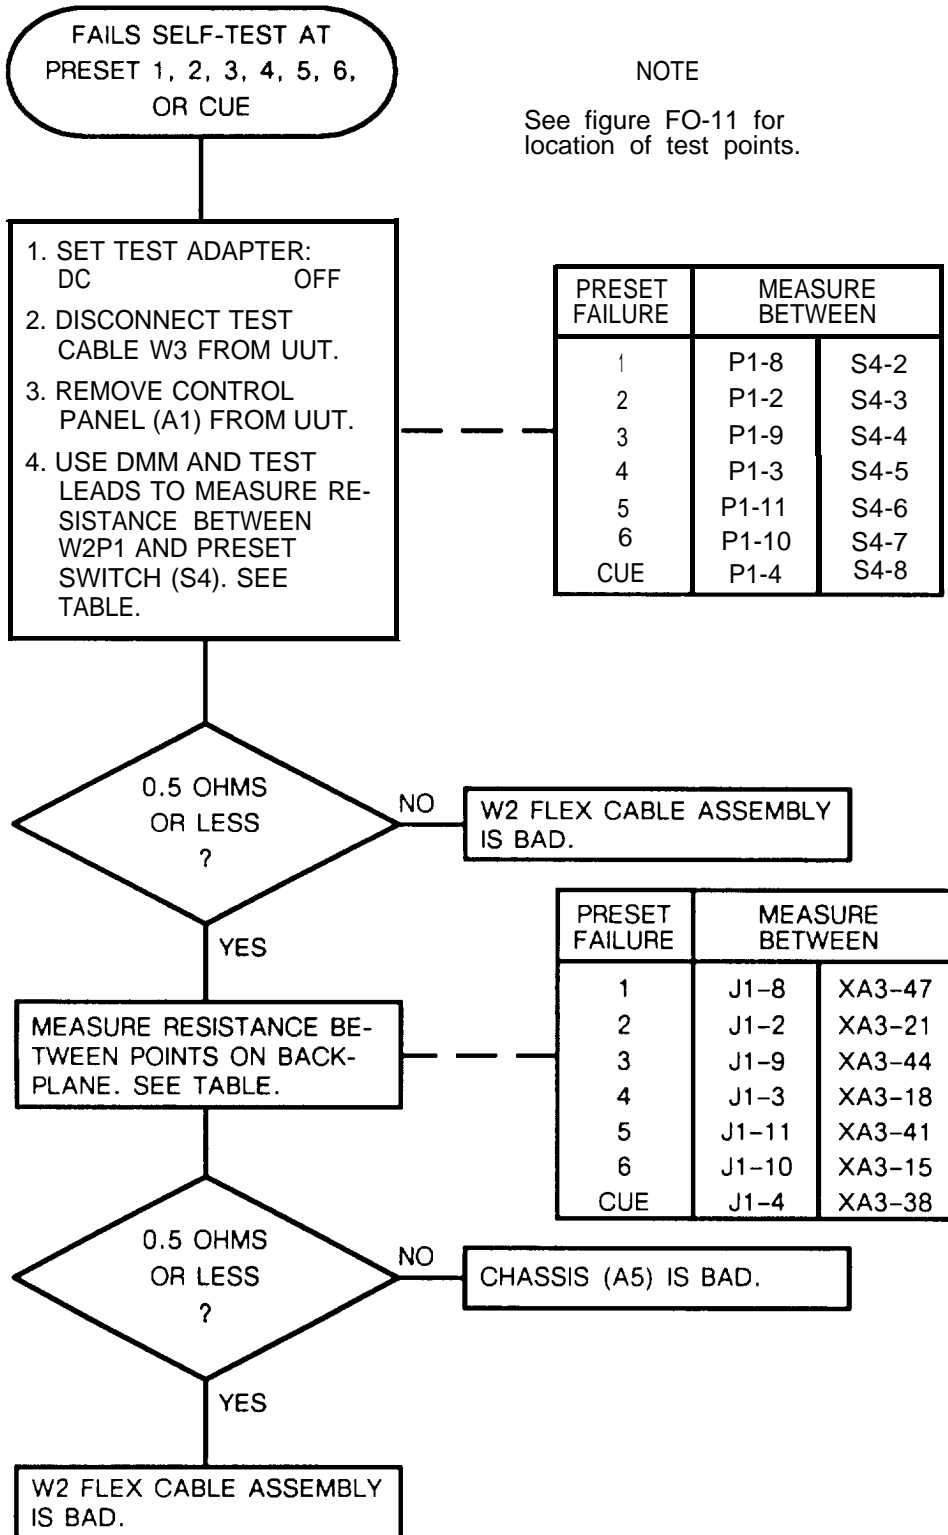 FAILS SELF-TEST AT
PRESET 1, 2, 3, 4, 5, 6,
OR CUE
NOTE
See figure FO-11 for
location of test points.
1. SET TEST ADAPTER:
DC OFF
2. DISCONNECT TEST
CABLE W3 FROM UUT.
3. REMOVE CONTROL
PANEL (A1) FROM UUT.
4. USE DMM AND TEST
LEADS TO MEASURE RE-
SISTANCE BETWEEN
W2P1 AND PRESET
SWITCH (S4). SEE
TABLE.
PRESET FAILURE MEASURE BETWEEN
1 P1-8 S4-2
2 P1-2 S4-3
3 P1-9 S4-4
4 P1-3 S4-5
5 P1-11 S4-6
6 P1-10 S4-7
CUE P1-4 S4-8
0.5 OHMS
OR LESS
?
NO
W2 FLEX CABLE ASSEMBLY
IS BAD.
YES
MEASURE RESISTANCE BE-
TWEEN POINTS ON BACK-
PLANE. SEE TABLE.
PRESET FAILURE MEASURE BETWEEN
1 J1-8 XA3-47
2 J1-2 XA3-21
3 J1-9 XA3-44
4 J1-3 XA3-18
5 J1-11 XA3-41
6 J1-10 XA3-15
CUE J1-4 XA3-38
0.5 OHMS
OR LESS
?
NO
CHASSIS (A5) IS BAD.
YES
W2 FLEX CABLE ASSEMBLY
IS BAD.